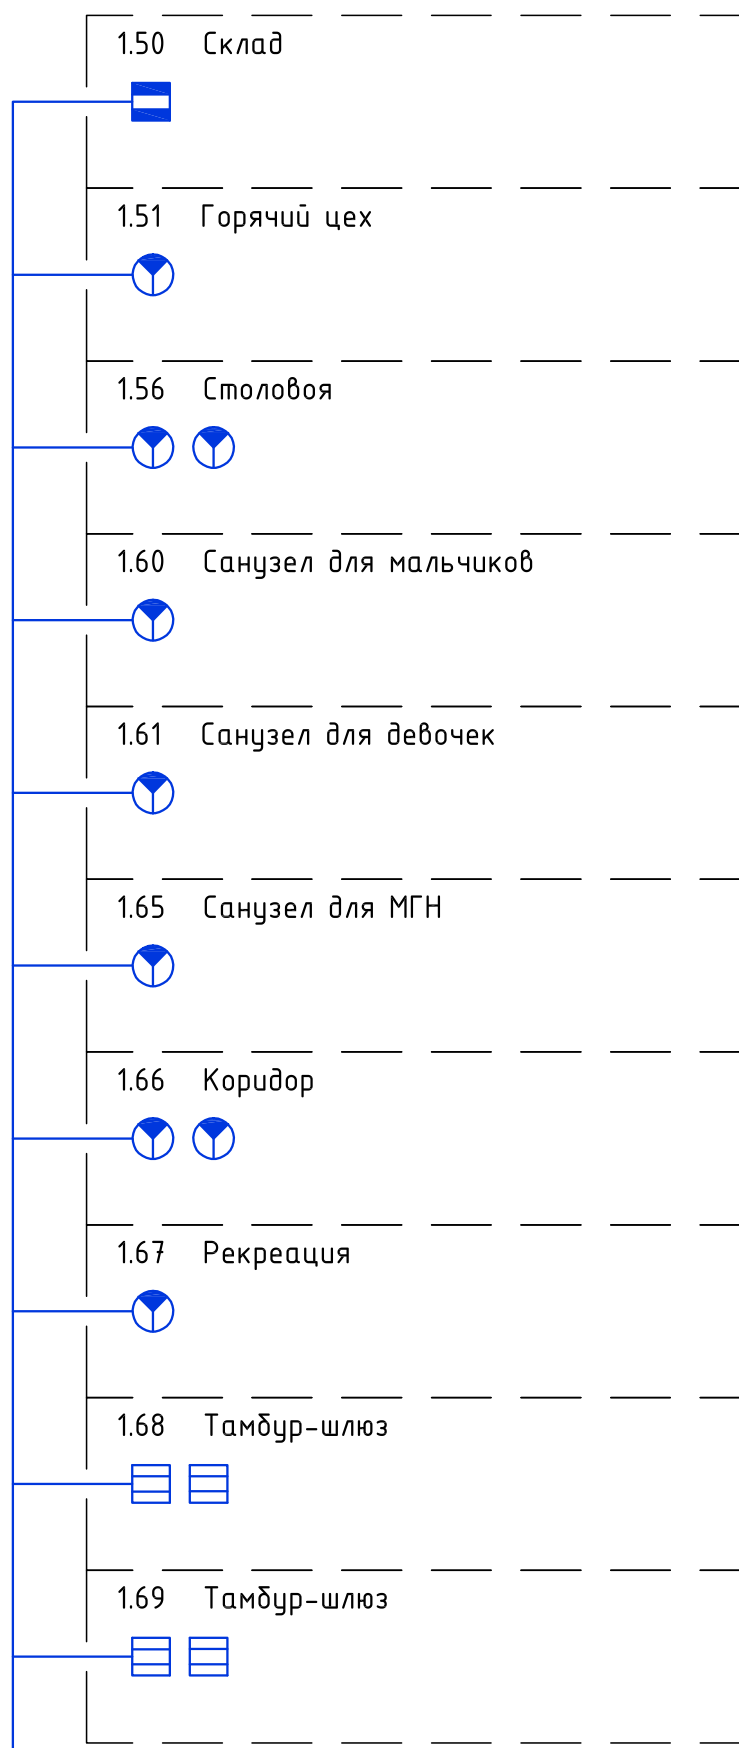 1.50 Склад
1.51 Горячий цех
1.56 Столовоя
1.60 Санузел для мальчиков
1.61 Санузел для девочек
1.65 Санузел для МГН
1.66 Коридор
1.67 Рекреация
1.68 Тамбур-шлюз
1.69 Тамбур-шлюз